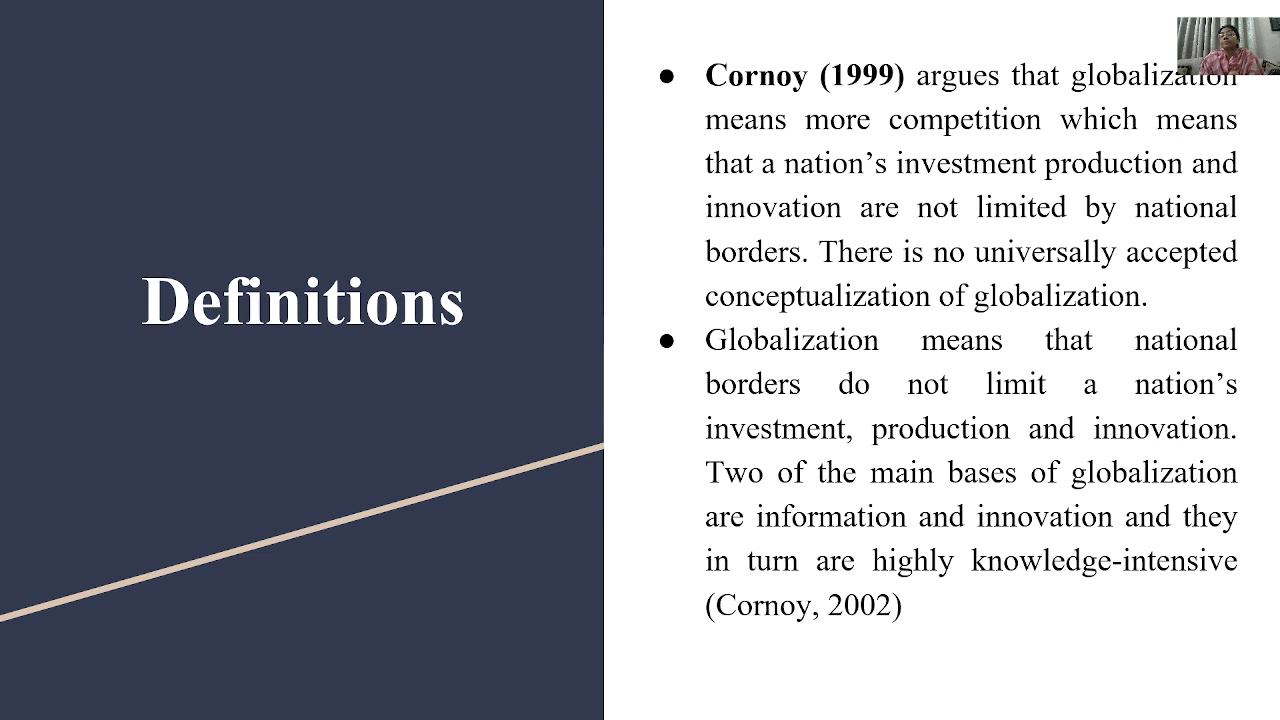 Definitions
● Cornoy (1999) argues that globalization
means more competition which means
that a nation’s investment production and
innovation are not limited by national
borders. There is no universally accepted
conceptualization of globalization.
● Globalization means that national
borders do not limit a nation’s
investment, production and innovation.
Two of the main bases of globalization
are information and innovation and they
in turn are highly knowledge-intensive
(Cornoy, 2002)